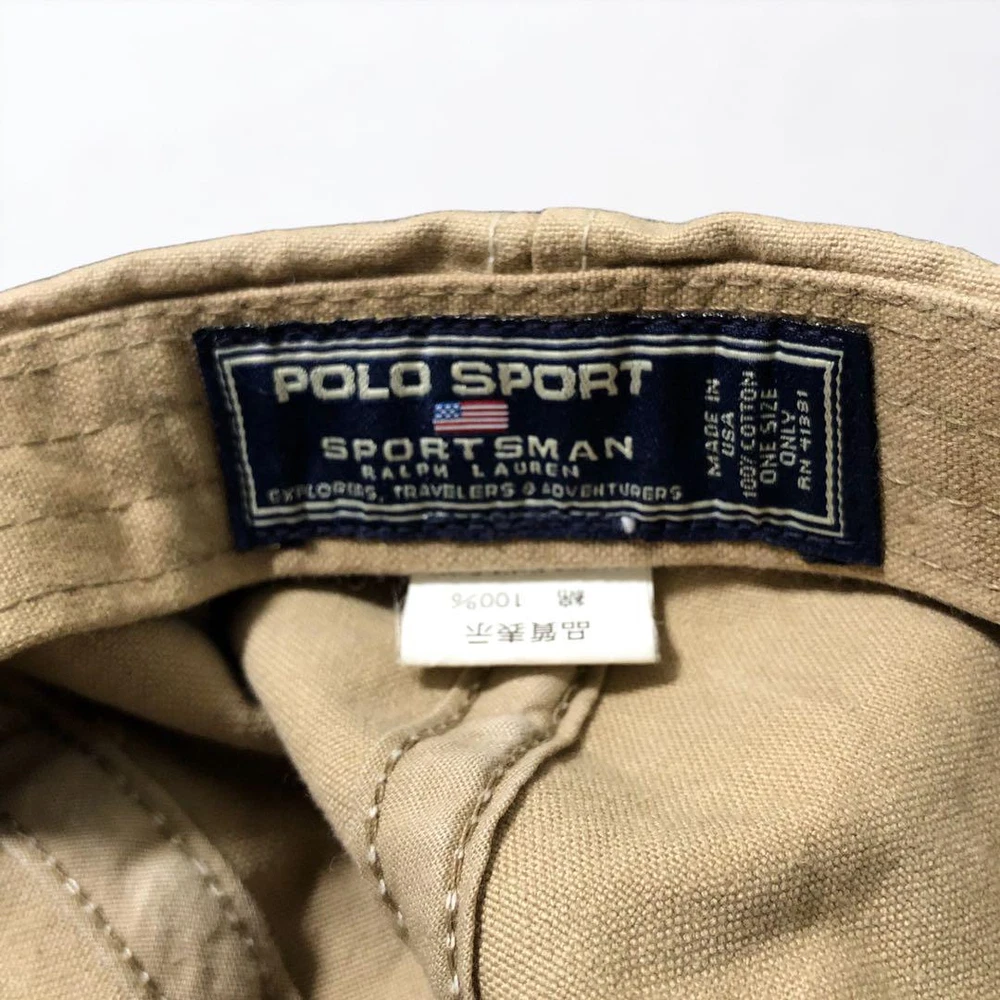 POLO SPORT
SPORTSMAN
RALPH LAUREN
EXPLORERS, TRAVELERS & ADVENTURERS
MADE IN
USA
100% COTTON
ONE SIZE
ONLY
RN 41381
品質表示
綿 100%